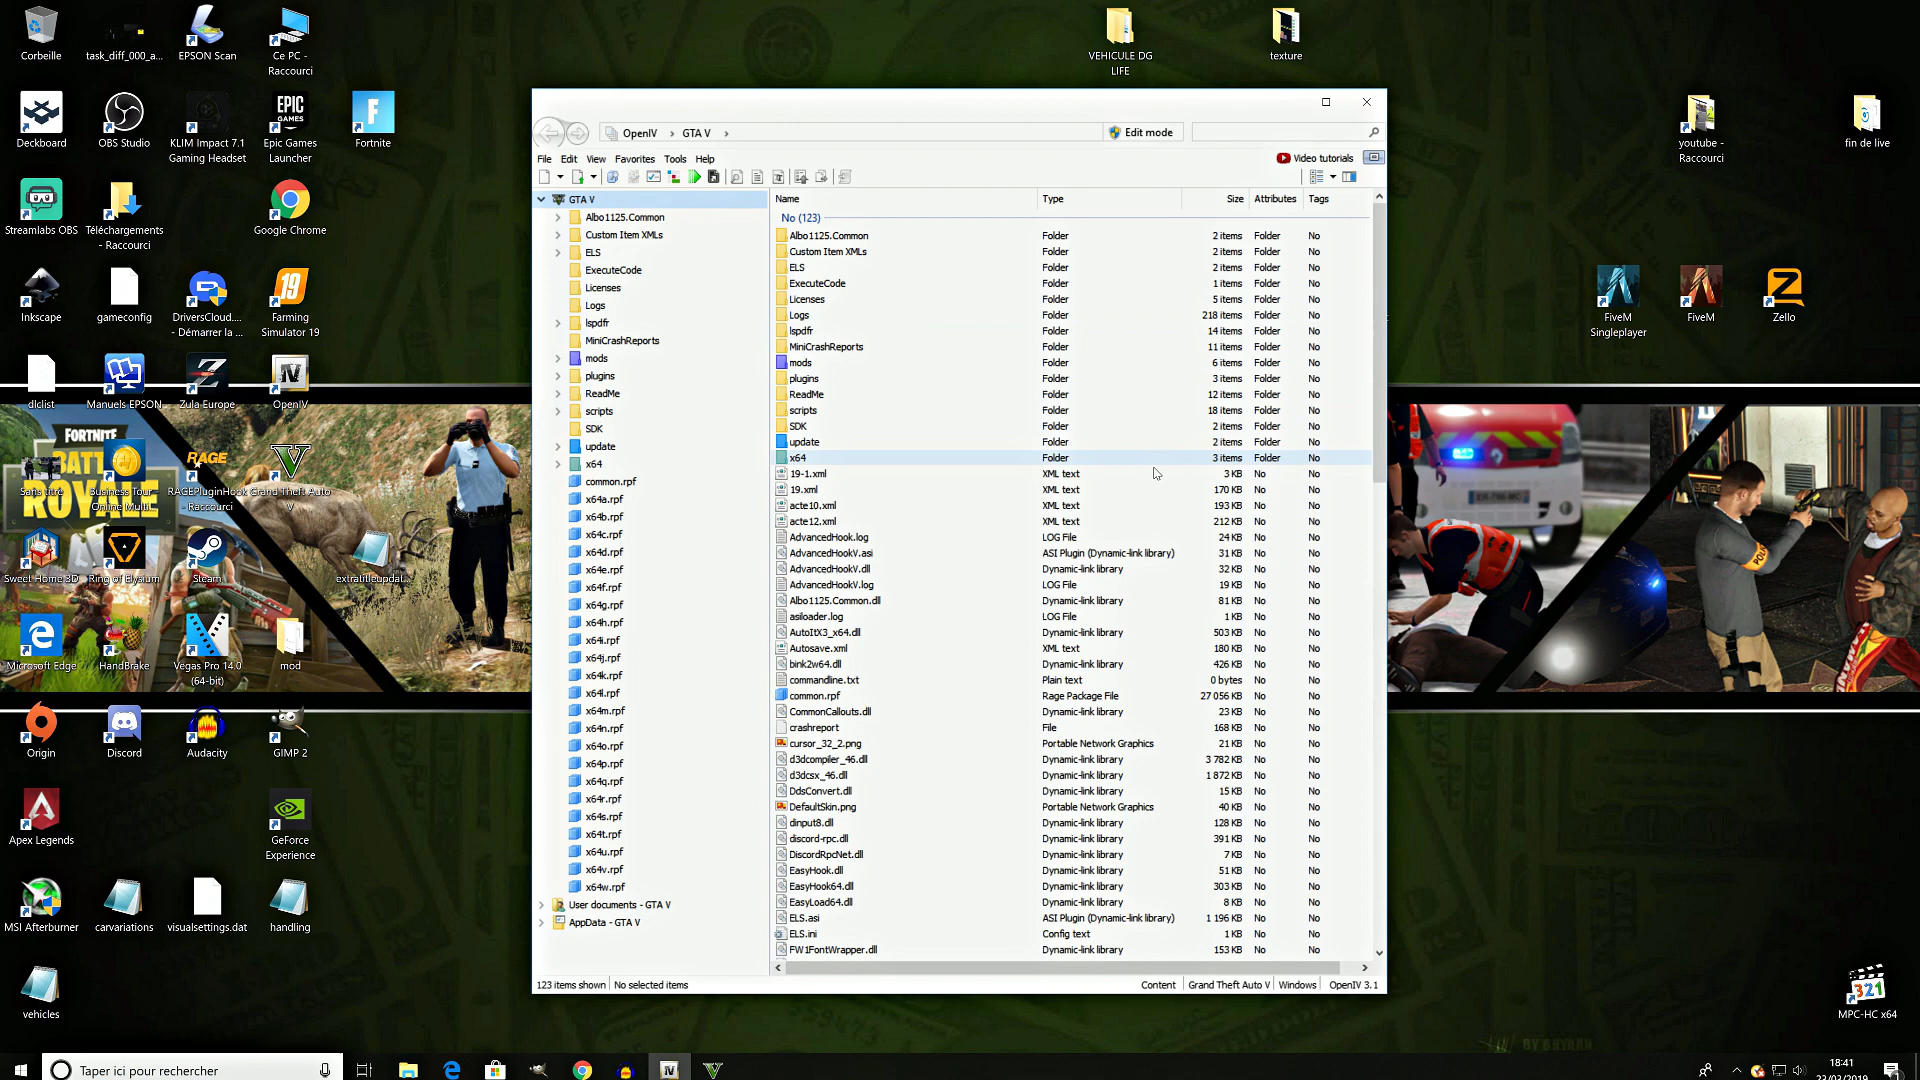 Corbeille
task_diff_000_a...
EPSON Scan
Ce PC -
Raccourci
VEHICULE DG
LIFE
texture
Deckboard
OBS Studio
KLIM Impact 7.1
Gaming Headset
EPIC
GAMES
Epic Games
Launcher
Fortnite
youtube -
Raccourci
fin de live
Streamlabs OBS
Téléchargements
- Raccourci
Google Chrome
Inkscape
gameconfig
DriversCloud....
- Démarrer la ...
19
Farming
Simulator 19
FiveM
Singleplayer
FiveM
Zello
dlclist
Manuels EPSON
Zula Europe
OpenIV
FORTNITE
BATT
ROYALE
Sans titre
Business Tour -
Online Multi...
RAGE
RAGEPluginHook
- Raccourci
Grand Theft Auto
V
Sweet Home 3D
Ring of Elysium
Steam
extratitleupdat...
Microsoft Edge
HandBrake
Vegas Pro 14.0
(64-bit)
mod
Origin
Discord
Audacity
GIMP 2
Apex Legends
GeForce
Experience
MSI Afterburner
carvariations
visualsettings.dat
handling
vehicles
321
MPC-HC x64
OpenIV
GTA V
Edit mode
File Edit View Favorites Tools Help
Video tutorials
GTA V
Albo1125.Common
Custom Item XMLs
ELS
ExecuteCode
Licenses
Logs
lspdfr
MiniCrashReports
mods
plugins
ReadMe
scripts
SDK
update
x64
common.rpf
x64a.rpf
x64b.rpf
x64c.rpf
x64d.rpf
x64e.rpf
x64f.rpf
x64g.rpf
x64h.rpf
x64i.rpf
x64j.rpf
x64k.rpf
x64l.rpf
x64m.rpf
x64n.rpf
x64o.rpf
x64p.rpf
x64q.rpf
x64r.rpf
x64s.rpf
x64t.rpf
x64u.rpf
x64v.rpf
x64w.rpf
User documents - GTA V
AppData - GTA V
Name Type Size Attributes Tags
No (123)
Albo1125.Common Folder 2 items Folder No
Custom Item XMLs Folder 2 items Folder No
ELS Folder 2 items Folder No
ExecuteCode Folder 1 items Folder No
Licenses Folder 5 items Folder No
Logs Folder 218 items Folder No
lspdfr Folder 14 items Folder No
MiniCrashReports Folder 11 items Folder No
mods Folder 6 items Folder No
plugins Folder 3 items Folder No
ReadMe Folder 12 items Folder No
scripts Folder 18 items Folder No
SDK Folder 2 items Folder No
update Folder 2 items Folder No
x64 Folder 3 items Folder No
19-1.xml XML text 3 KB No No
19.xml XML text 170 KB No No
acte10.xml XML text 193 KB No No
acte12.xml XML text 212 KB No No
AdvancedHook.log LOG File 24 KB No No
AdvancedHookV.asi ASI Plugin (Dynamic-link library) 31 KB No No
AdvancedHookV.dll Dynamic-link library 32 KB No No
AdvancedHookV.log LOG File 19 KB No No
Albo1125.Common.dll Dynamic-link library 81 KB No No
asiloader.log LOG File 1 KB No No
AutoItX3_x64.dll Dynamic-link library 503 KB No No
Autosave.xml XML text 180 KB No No
bink2w64.dll Dynamic-link library 426 KB No No
commandline.txt Plain text 0 bytes No No
common.rpf Rage Package File 27 056 KB No No
CommonCallouts.dll Dynamic-link library 23 KB No No
crashreport File 168 KB No No
cursor_32_2.png Portable Network Graphics 21 KB No No
d3dcompiler_46.dll Dynamic-link library 3 782 KB No No
d3dcsx_46.dll Dynamic-link library 1 872 KB No No
DdsConvert.dll Dynamic-link library 15 KB No No
DefaultSkin.png Portable Network Graphics 40 KB No No
dinput8.dll Dynamic-link library 128 KB No No
discord-rpc.dll Dynamic-link library 391 KB No No
DiscordRpcNet.dll Dynamic-link library 7 KB No No
EasyHook.dll Dynamic-link library 51 KB No No
EasyHook64.dll Dynamic-link library 303 KB No No
EasyLoad64.dll Dynamic-link library 8 KB No No
ELS.asi ASI Plugin (Dynamic-link library) 1 196 KB No No
ELS.ini Config text 1 KB No No
FW1FontWrapper.dll Dynamic-link library 153 KB No No
123 items shown No selected items Content Grand Theft Auto V Windows OpenIV 3.1
Taper ici pour rechercher
18:41
23/03/2019